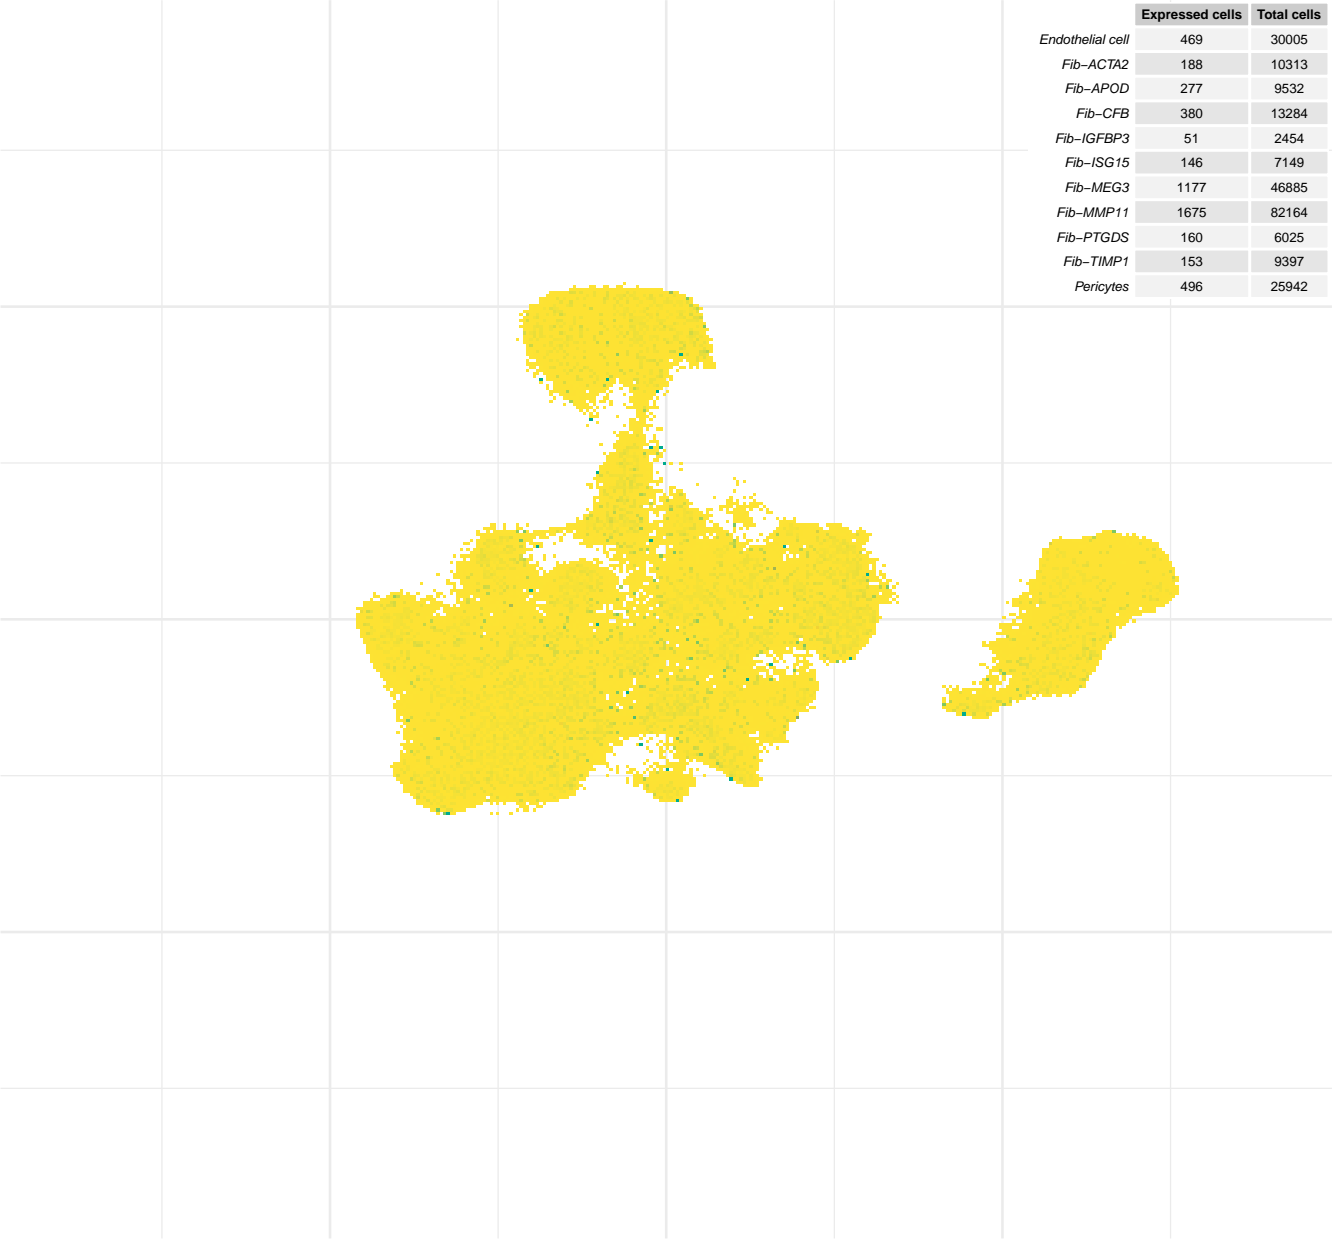 Expressed cells Total cells
Endothelial cell 469 30005
Fib−ACTA2 188 10313
Fib−APOD 277 9532
Fib−CFB 380 13284
Fib−IGFBP3 51 2454
Fib−ISG15 146 7149
Fib−MEG3 1177 46885
Fib−MMP11 1675 82164
Fib−PTGDS 160 6025
Fib−TIMP1 153 9397
Pericytes 496 25942